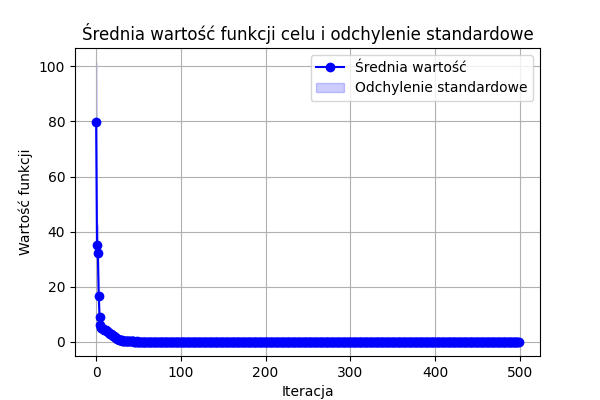 Średnia wartość funkcji celu i odchylenie standardowe
Średnia wartość
Odchylenie standardowe
Wartość funkcji
100
80
60
40
20
0
0 100 200 300 400 500
Iteracja